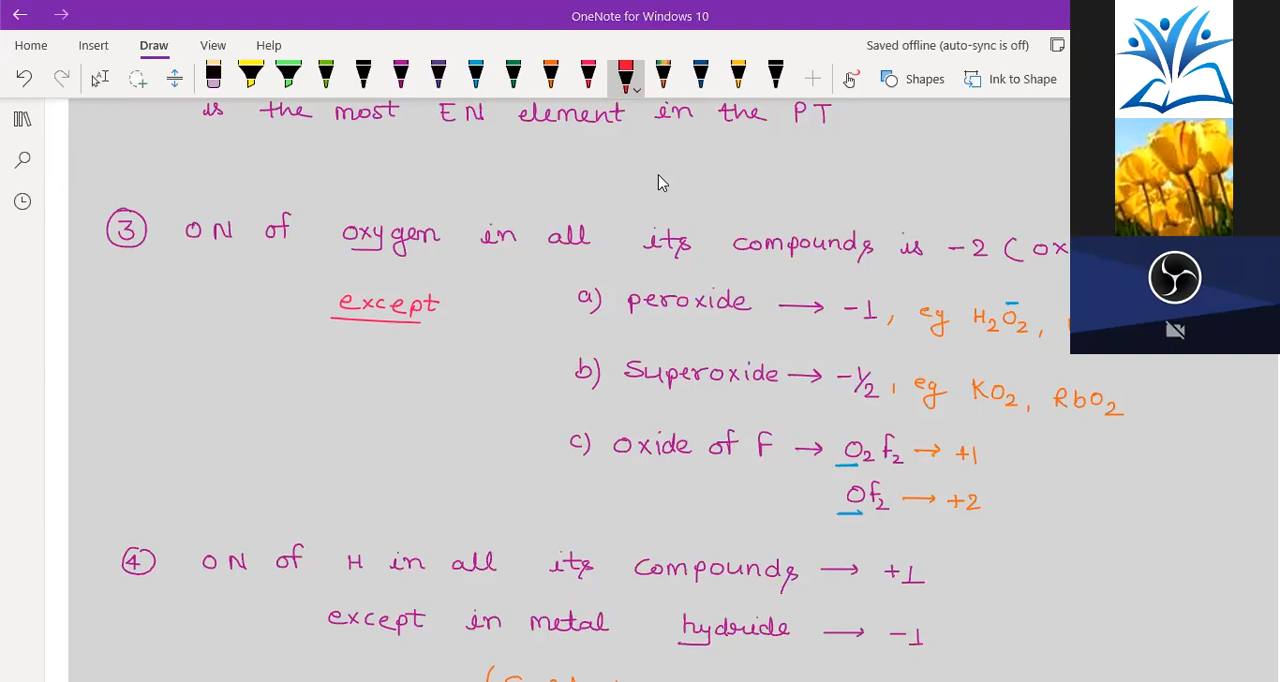 OneNote for Windows 10
Home Insert Draw View Help
Saved offline (auto-sync is off)
Shapes Ink to Shape
is the most EN element in the PT
③ ON of oxygen in all its compounds is -2 (ox
except a) peroxide → -1, eg H₂O₂,
b) Superoxide → -1/2, eg KO₂, RbO₂
c) oxide of F → O₂f₂ → +1
Of₂ → +2
④ ON of H in all its compounds → +1
except in metal hydride → -1